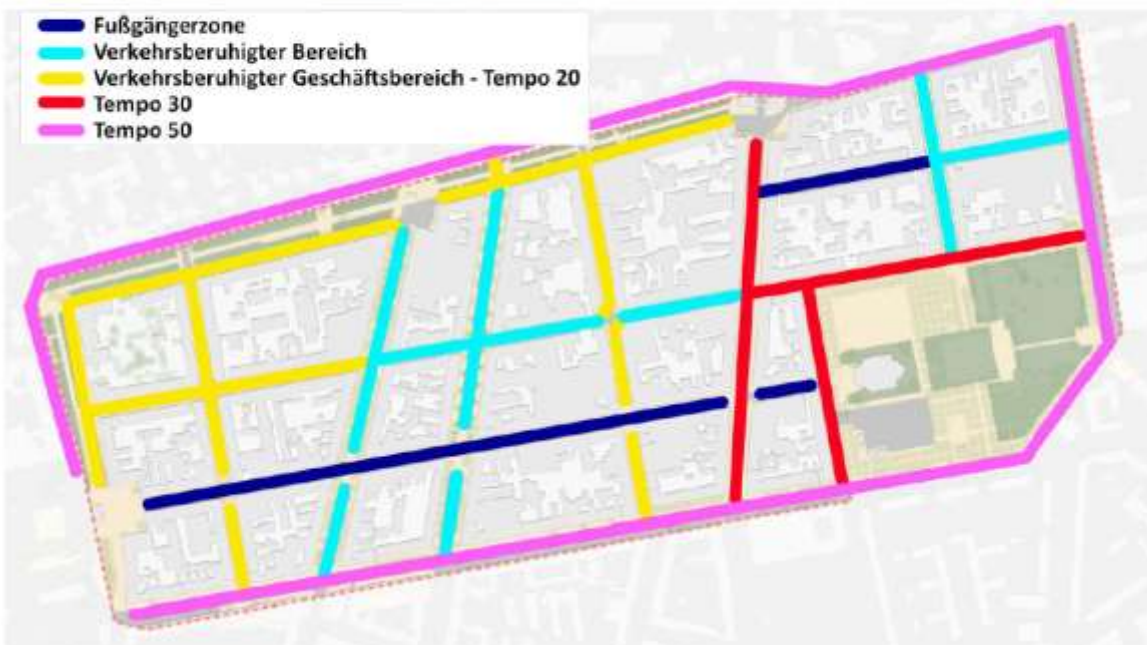 Fußgängerzone
Verkehrsberuhigter Bereich
Verkehrsberuhigter Geschäftsbereich - Tempo 20
Tempo 30
Tempo 50